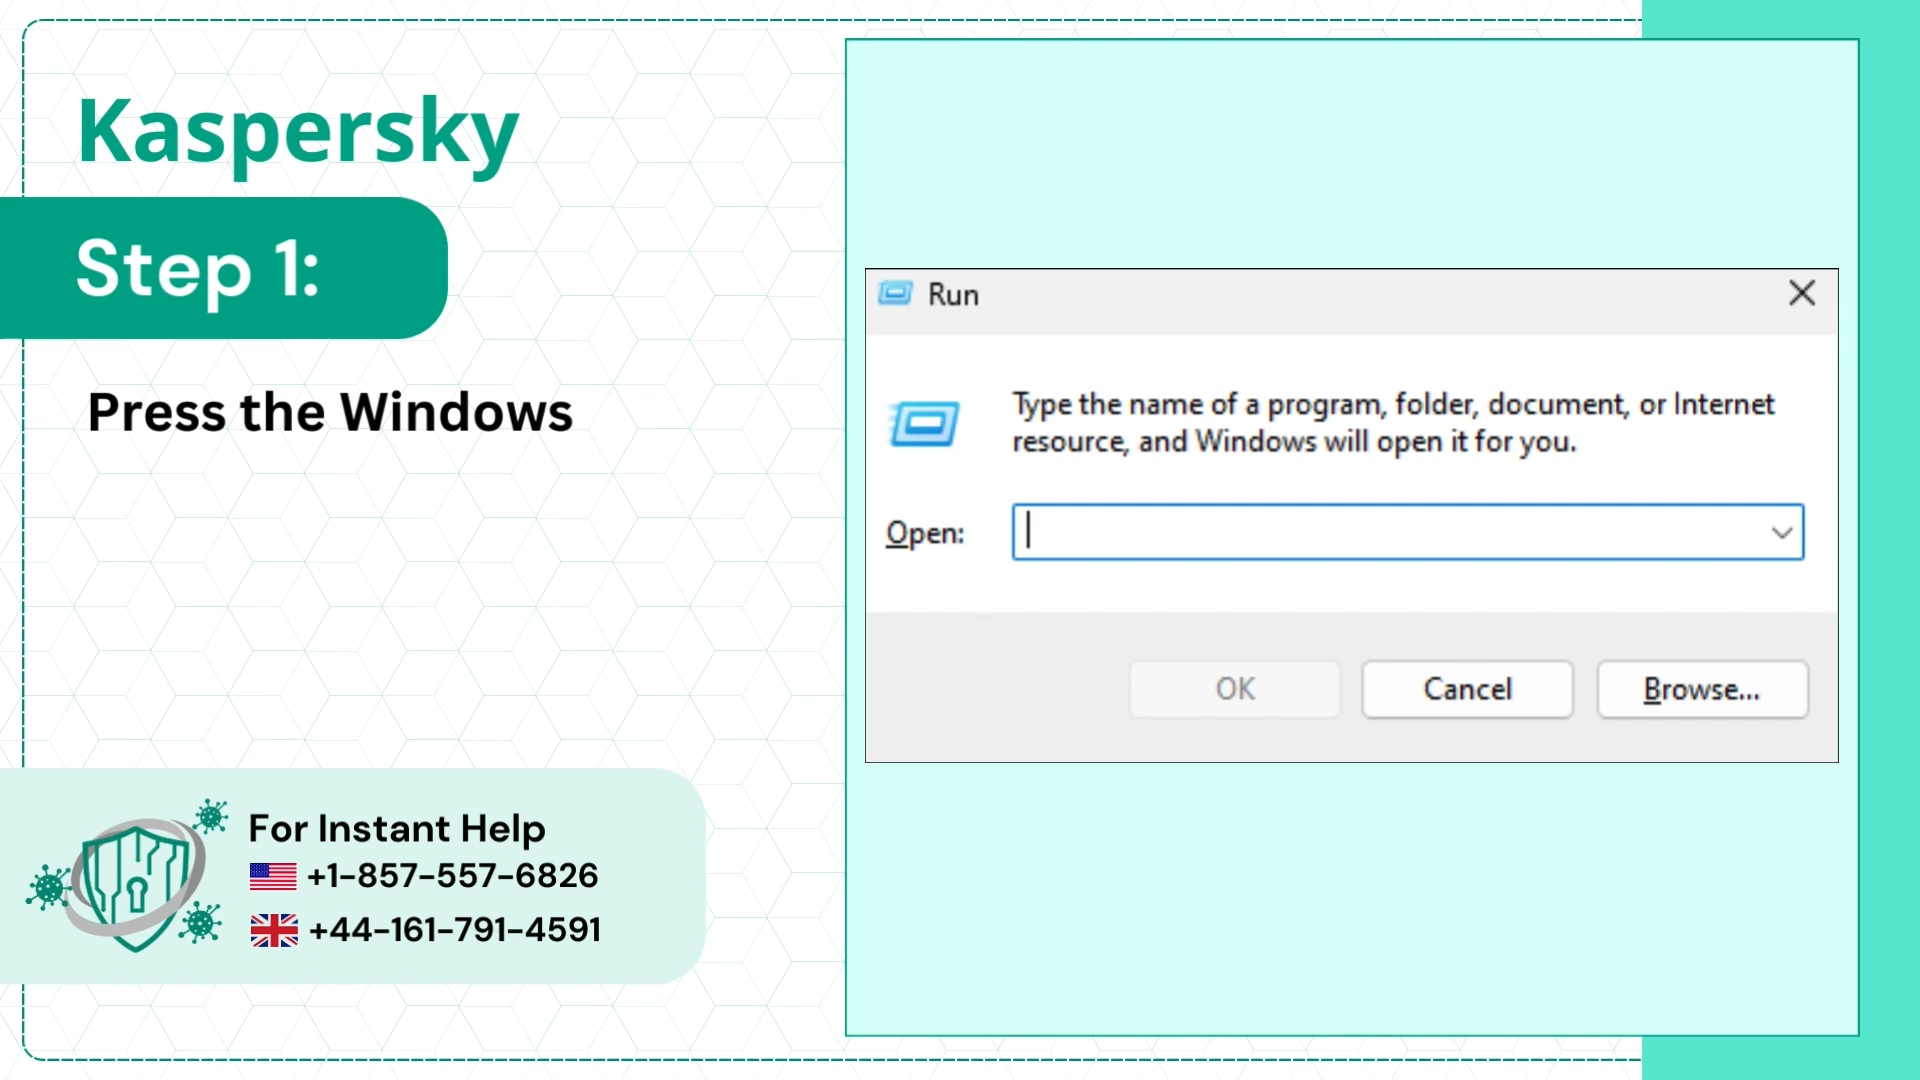 Kaspersky
Step 1:
Press the Windows
For Instant Help
+1-857-557-6826
+44-161-791-4591
Run
Type the name of a program, folder, document, or Internet
resource, and Windows will open it for you.
Open:
OK
Cancel
Browse...